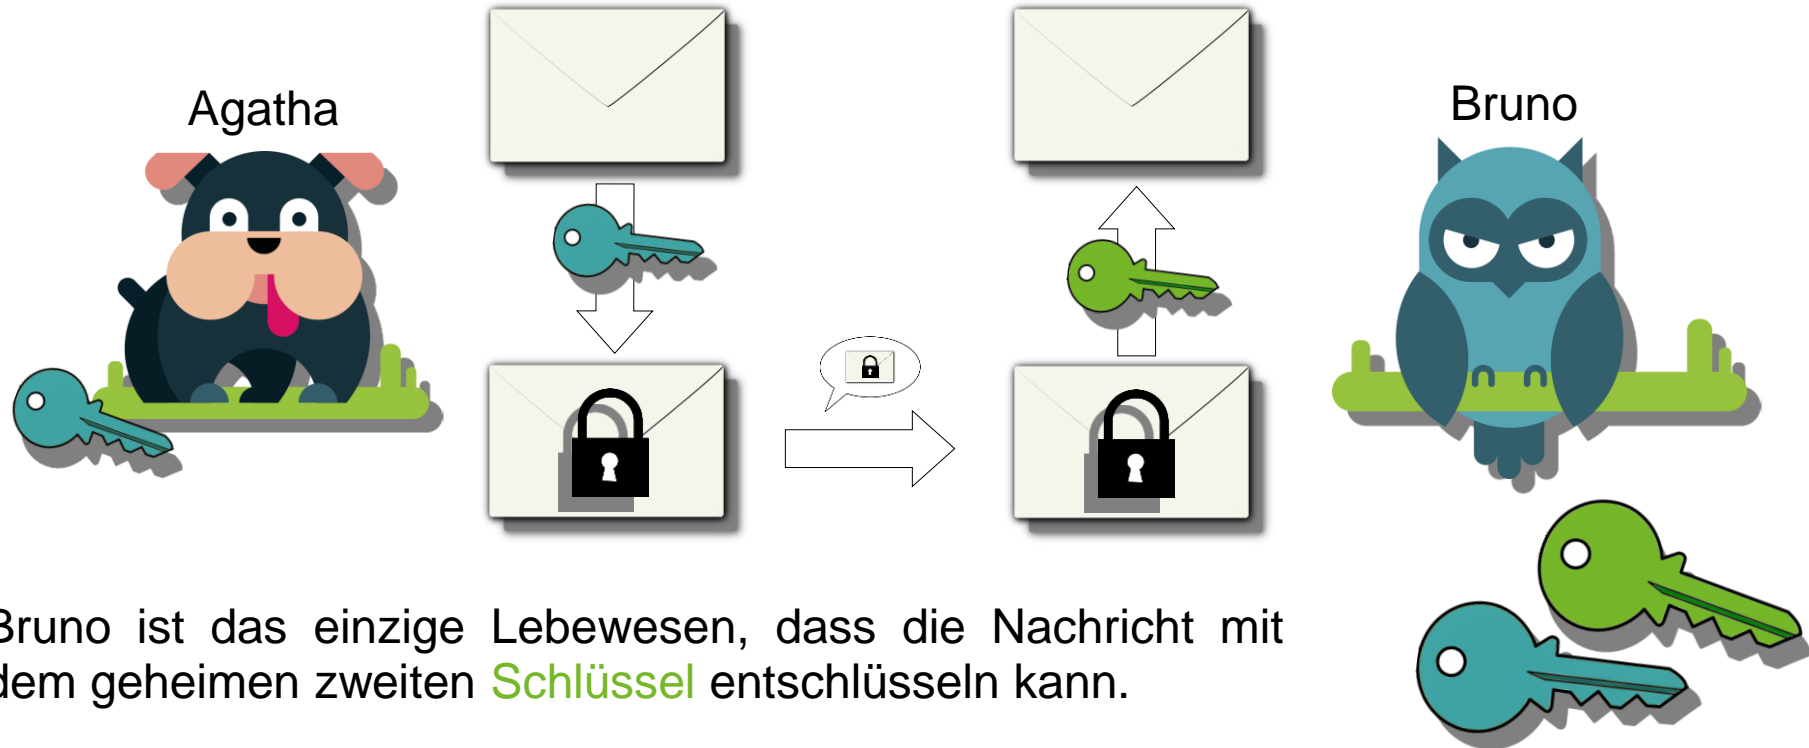 Agatha
Bruno
Bruno ist das einzige Lebewesen, dass die Nachricht mit
dem geheimen zweiten Schlüssel entschlüsseln kann.